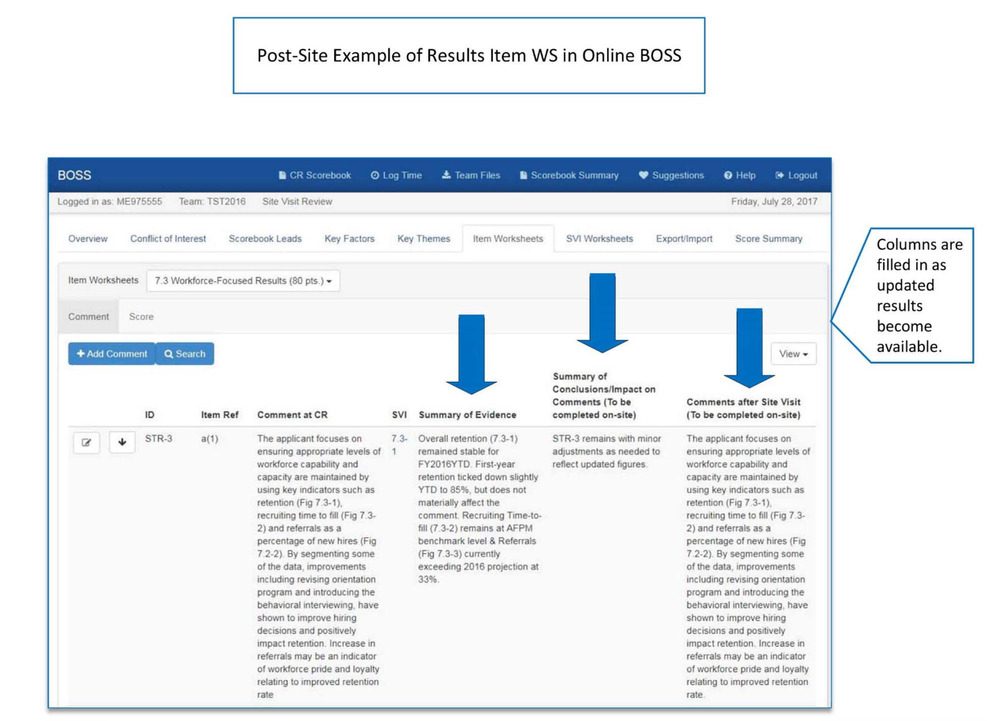 Post-Site Example of Results Item WS in Online BOSS
BOSS
CR Scorebook
Log Time
Team Files
Scorebook Summary
Suggestions
Help
Logout
Logged in as: ME975555
Team: TST2016
Site Visit Review
Friday, July 28, 2017
Overview
Conflict of Interest
Scorebook Leads
Key Factors
Key Themes
Item Worksheets
SVI Worksheets
Export/Import
Score Summary
Columns are
filled in as
updated
results
become
available.
Item Worksheets
7.3 Workforce-Focused Results (80 pts.)
Comment
Score
Add Comment
Search
View
ID
Item Ref
Comment at CR
SVI
Summary of Evidence
Summary of
Conclusions/Impact on
Comments (To be
completed on-site)
Comments after Site Visit
(To be completed on-site)
STR-3
a(1)
The applicant focuses on
ensuring appropriate levels of
workforce capability and
capacity are maintained by
using key indicators such as
retention (Fig 7.3-1),
recruiting time to fill (Fig 7.3-
2) and referrals as a
percentage of new hires (Fig
7.2-2). By segmenting some
of the data, improvements
including revising orientation
program and introducing the
behavioral interviewing, have
shown to improve hiring
decisions and positively
impact retention. Increase in
referrals may be an indicator
of workforce pride and loyalty
relating to improved retention
rate
7.3-
1
Overall retention (7.3-1)
remained stable for
FY2016YTD. First-year
retention ticked down slightly
YTD to 85%, but does not
materially affect the
comment. Recruiting Time-to-
fill (7.3-2) remains at AFPM
benchmark level & Referrals
(Fig 7.3-3) currently
exceeding 2016 projection at
33%.
STR-3 remains with minor
adjustments as needed to
reflect updated figures.
The applicant focuses on
ensuring appropriate levels of
workforce capability and
capacity are maintained by
using key indicators such as
retention (Fig 7.3-1),
recruiting time to fill (Fig 7.3-
2) and referrals as a
percentage of new hires (Fig
7.2-2). By segmenting some
of the data, improvements
including revising orientation
program and introducing the
behavioral interviewing, have
shown to improve hiring
decisions and positively
impact retention. Increase in
referrals may be an indicator
of workforce pride and loyalty
relating to improved retention
rate.